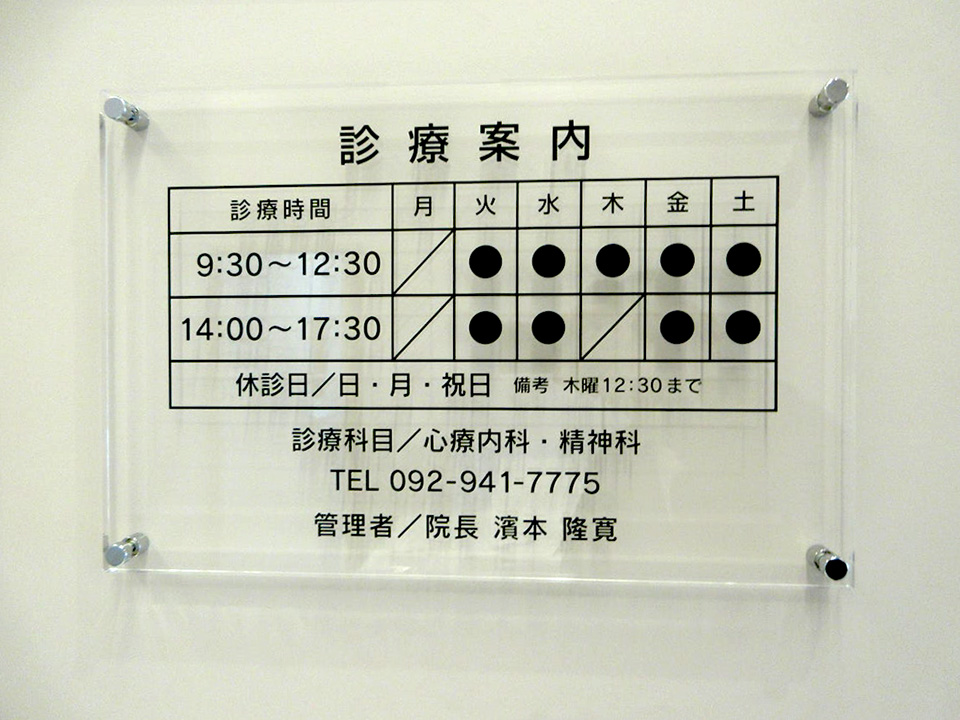 診療案内
診療時間 月 火 水 木 金 土
9:30～12:30 ／ ● ● ● ● ●
14:00～17:30 ／ ● ● ／ ● ●
休診日／日・月・祝日 備考 木曜12:30まで
診療科目／心療内科・精神科
TEL 092-941-7775
管理者／院長 濱本 隆寛